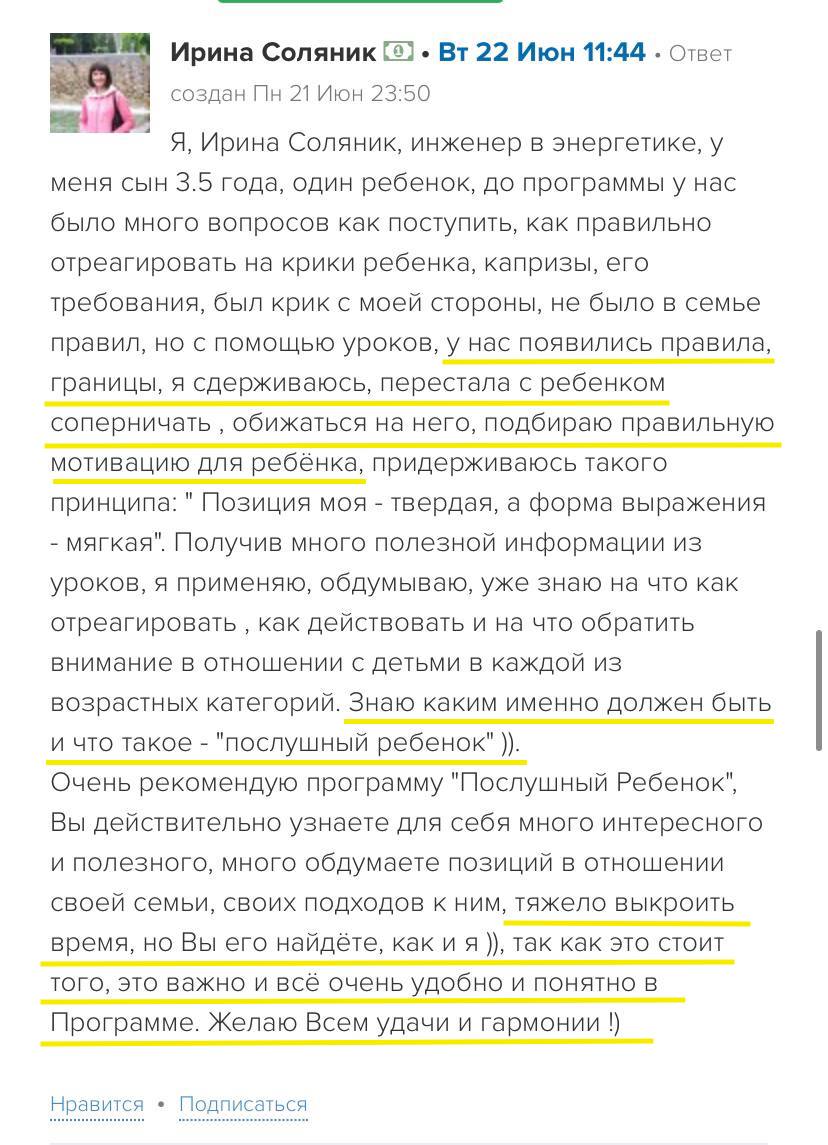 Ирина Соляник • Вт 22 Июн 11:44 • Ответ
создан Пн 21 Июн 23:50
Я, Ирина Соляник, инженер в энергетике, у
меня сын 3.5 года, один ребенок, до программы у нас
было много вопросов как поступить, как правильно
отреагировать на крики ребенка, капризы, его
требования, был крик с моей стороны, не было в семье
правил, но с помощью уроков, у нас появились правила,
границы, я сдерживаюсь, перестала с ребенком
соперничать , обижаться на него, подбираю правильную
мотивацию для ребёнка, придерживаюсь такого
принципа: " Позиция моя - твердая, а форма выражения
- мягкая". Получив много полезной информации из
уроков, я применяю, обдумываю, уже знаю на что как
отреагировать , как действовать и на что обратить
внимание в отношении с детьми в каждой из
возрастных категорий. Знаю каким именно должен быть
и что такое - "послушный ребенок" )).
Очень рекомендую программу "Послушный Ребенок",
Вы действительно узнаете для себя много интересного
и полезного, много обдумаете позиций в отношении
своей семьи, своих подходов к ним, тяжело выкроить
время, но Вы его найдёте, как и я )), так как это стоит
того, это важно и всё очень удобно и понятно в
Программе. Желаю Всем удачи и гармонии !)
Нравится • Подписаться